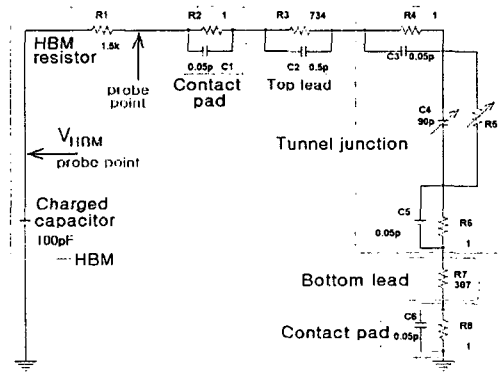 R1
1.5k
HBM
resistor
probe
point
R2
1
0.05p
C1
Contact
pad
R3
734
C2
0.5p
Top lead
R4
1
C3
0.05p
C4
90p
R5
Tunnel junction
VHBM
probe point
Charged
capacitor
100pF
HBM
C5
0.05p
R6
1
Bottom lead
R7
307
Contact pad
C6
0.05p
R8
1